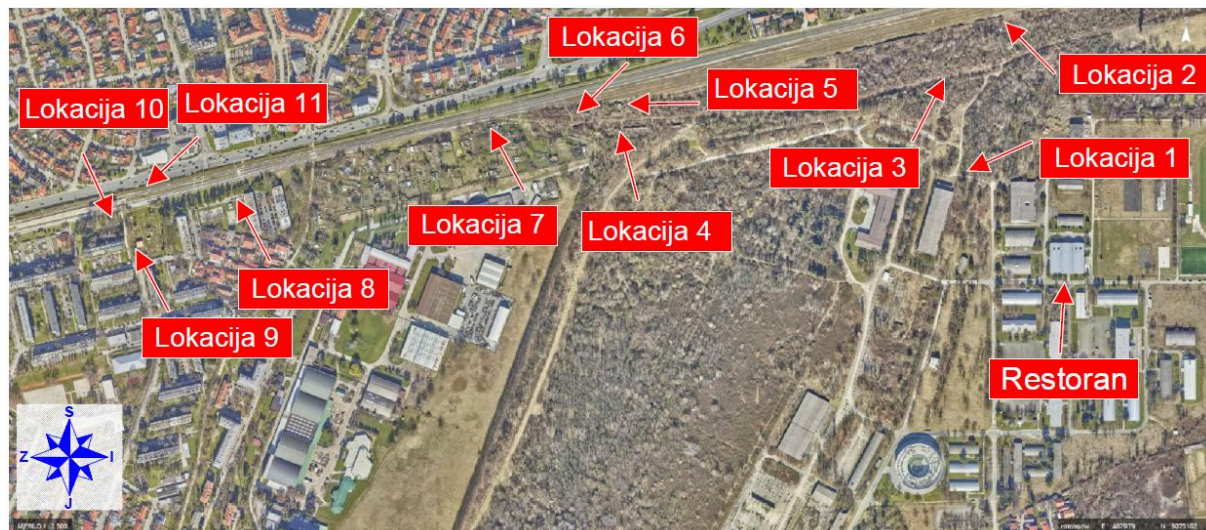 Lokacija 6
Lokacija 10
Lokacija 11
Lokacija 5
Lokacija 2
Lokacija 3
Lokacija 1
Lokacija 7
Lokacija 4
Lokacija 8
Lokacija 9
Restoran
S
Z
I
J